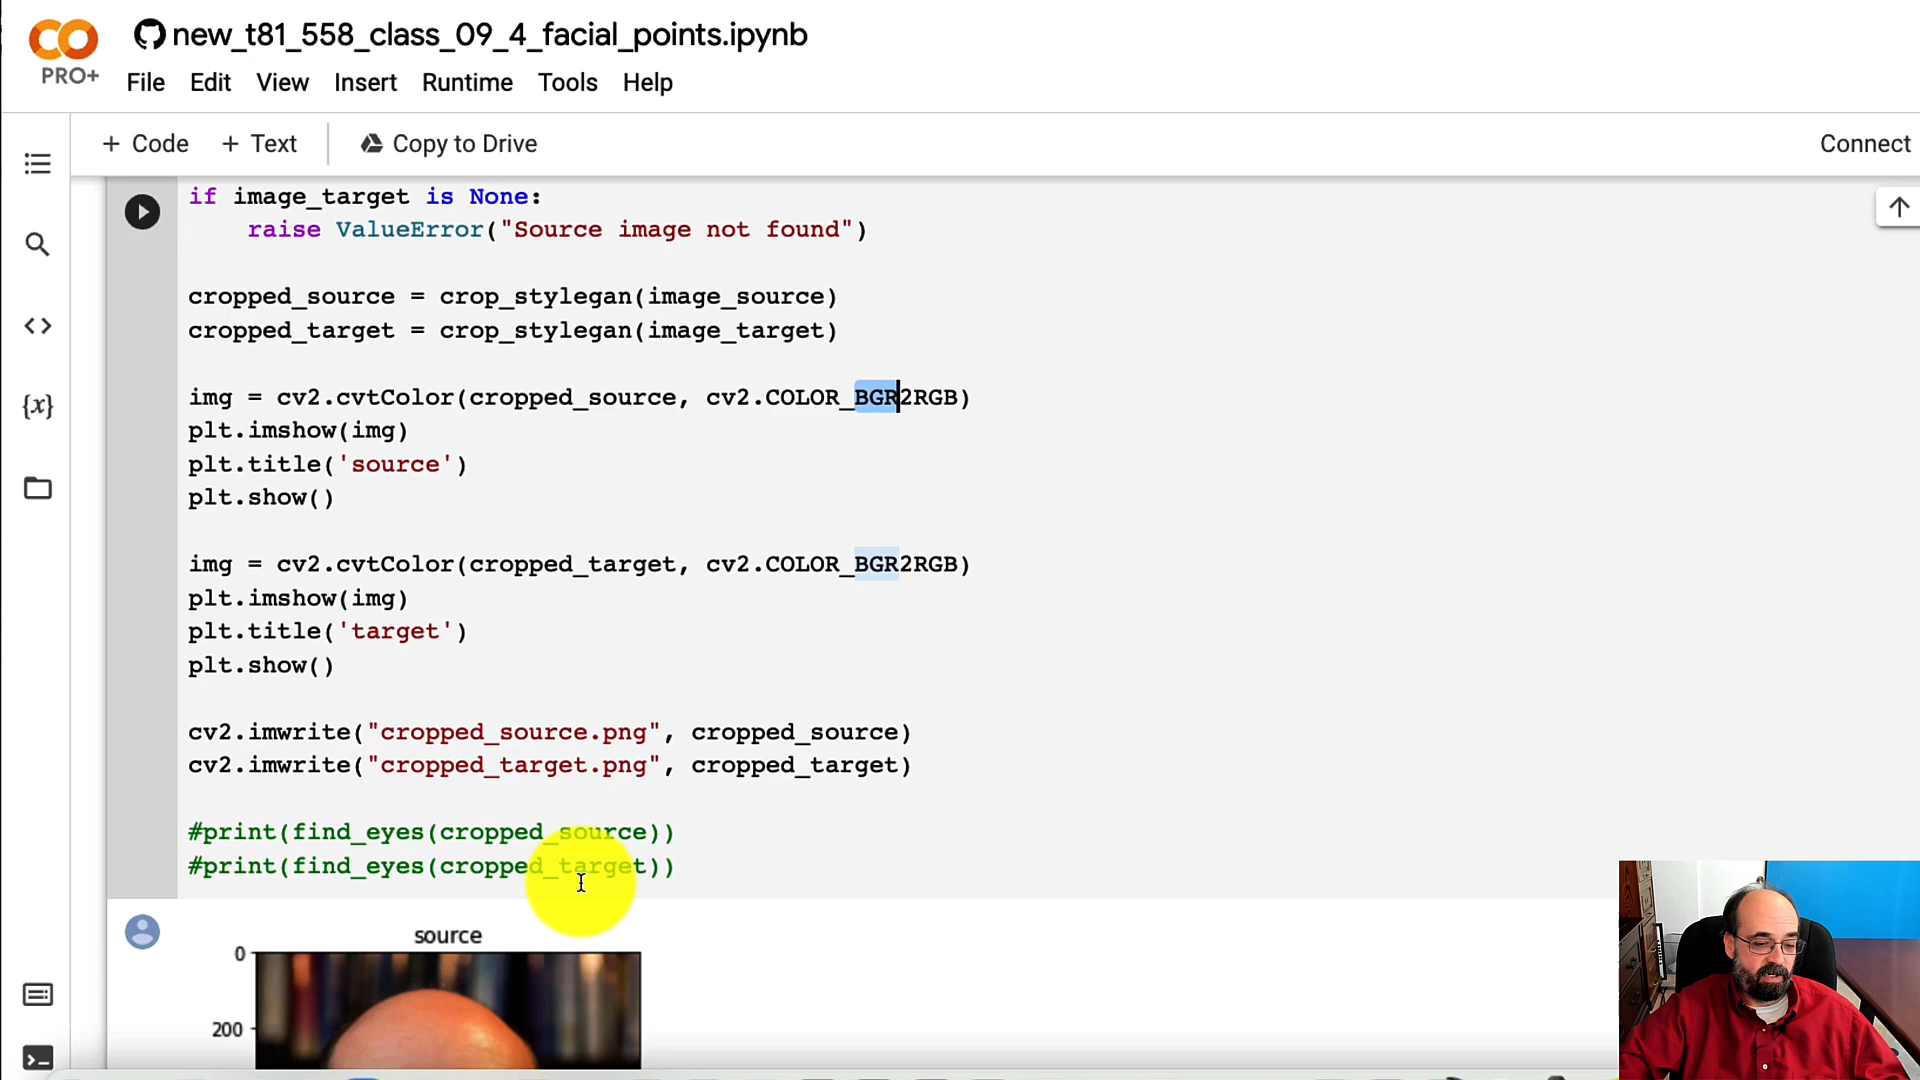 new_t81_558_class_09_4_facial_points.ipynb
PRO+
File Edit View Insert Runtime Tools Help
+ Code + Text Copy to Drive Connect
if image_target is None:
raise ValueError("Source image not found")
cropped_source = crop_stylegan(image_source)
cropped_target = crop_stylegan(image_target)
img = cv2.cvtColor(cropped_source, cv2.COLOR_BGR2RGB)
plt.imshow(img)
plt.title('source')
plt.show()
img = cv2.cvtColor(cropped_target, cv2.COLOR_BGR2RGB)
plt.imshow(img)
plt.title('target')
plt.show()
cv2.imwrite("cropped_source.png", cropped_source)
cv2.imwrite("cropped_target.png", cropped_target)
#print(find_eyes(cropped_source))
#print(find_eyes(cropped_target))
source
0
200